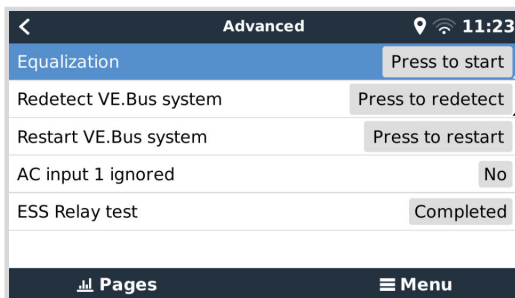 Advanced 11:23
Equalization Press to start
Redetect VE.Bus system Press to redetect
Restart VE.Bus system Press to restart
AC input 1 ignored No
ESS Relay test Completed
Pages Menu